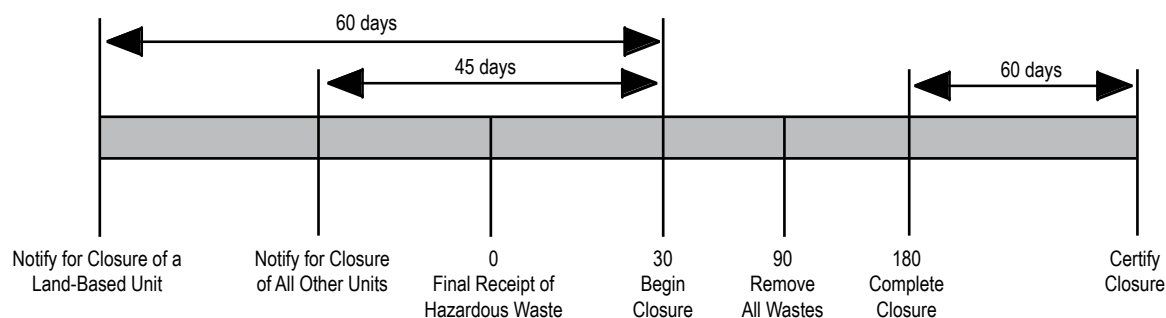 60 days
45 days
60 days
Notify for Closure of a
Land-Based Unit
Notify for Closure
of All Other Units
0
Final Receipt of
Hazardous Waste
30
Begin
Closure
90
Remove
All Wastes
180
Complete
Closure
Certify
Closure